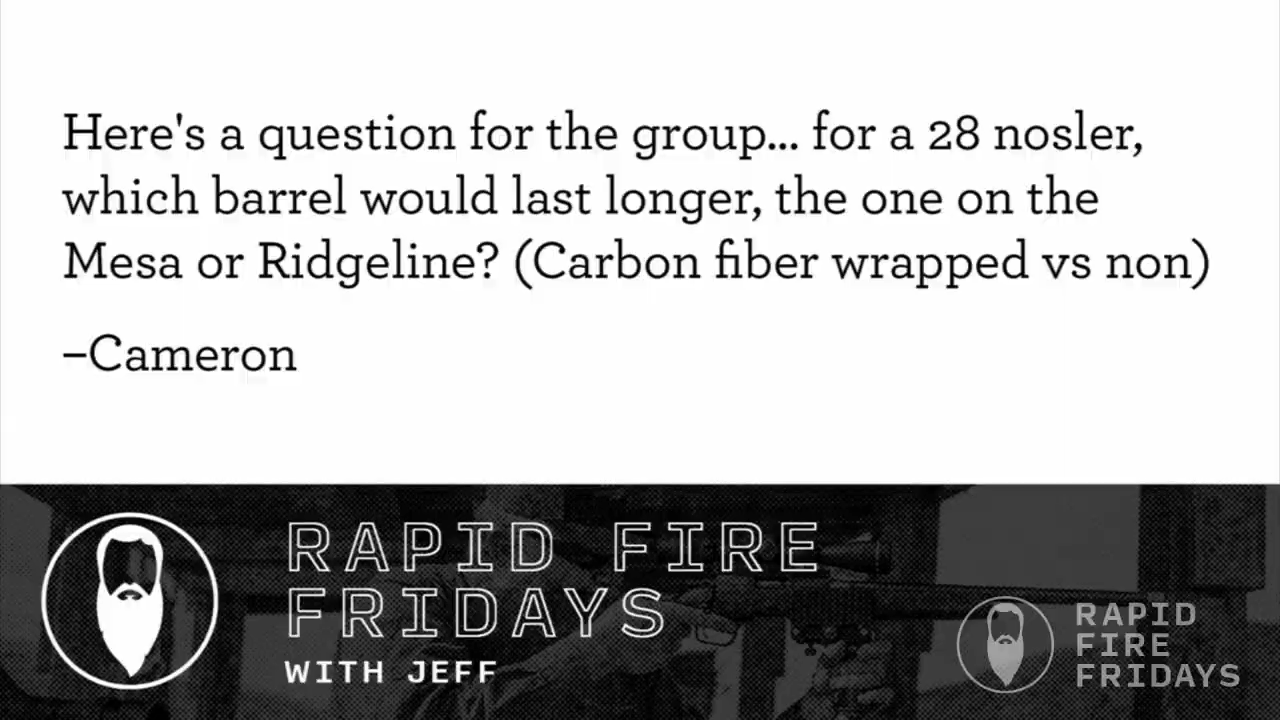 Here's a question for the group... for a 28 nosler,
which barrel would last longer, the one on the
Mesa or Ridgeline? (Carbon fiber wrapped vs non)
–Cameron
RAPID FIRE
FRIDAYS
WITH JEFF
RAPID
FIRE
FRIDAYS